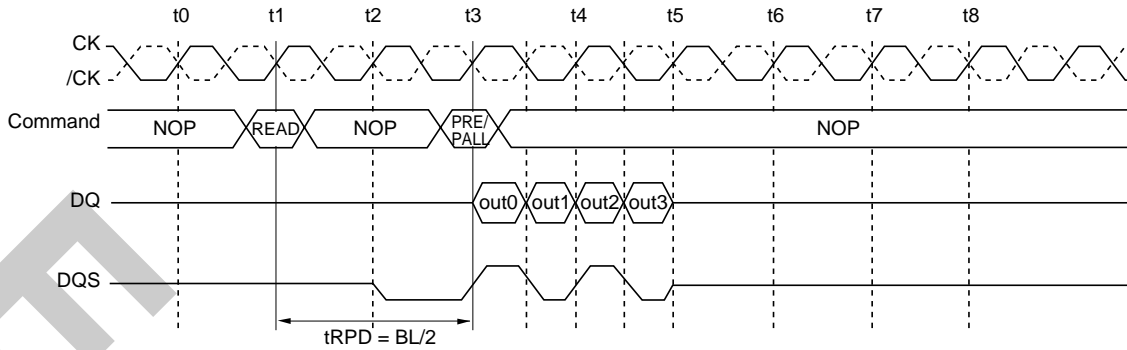 t0 t1 t2 t3 t4 t5 t6 t7 t8
CK
/CK
Command NOP READ NOP PRE/ PALL NOP
DQ out0 out1 out2 out3
DQS
tRPD = BL/2